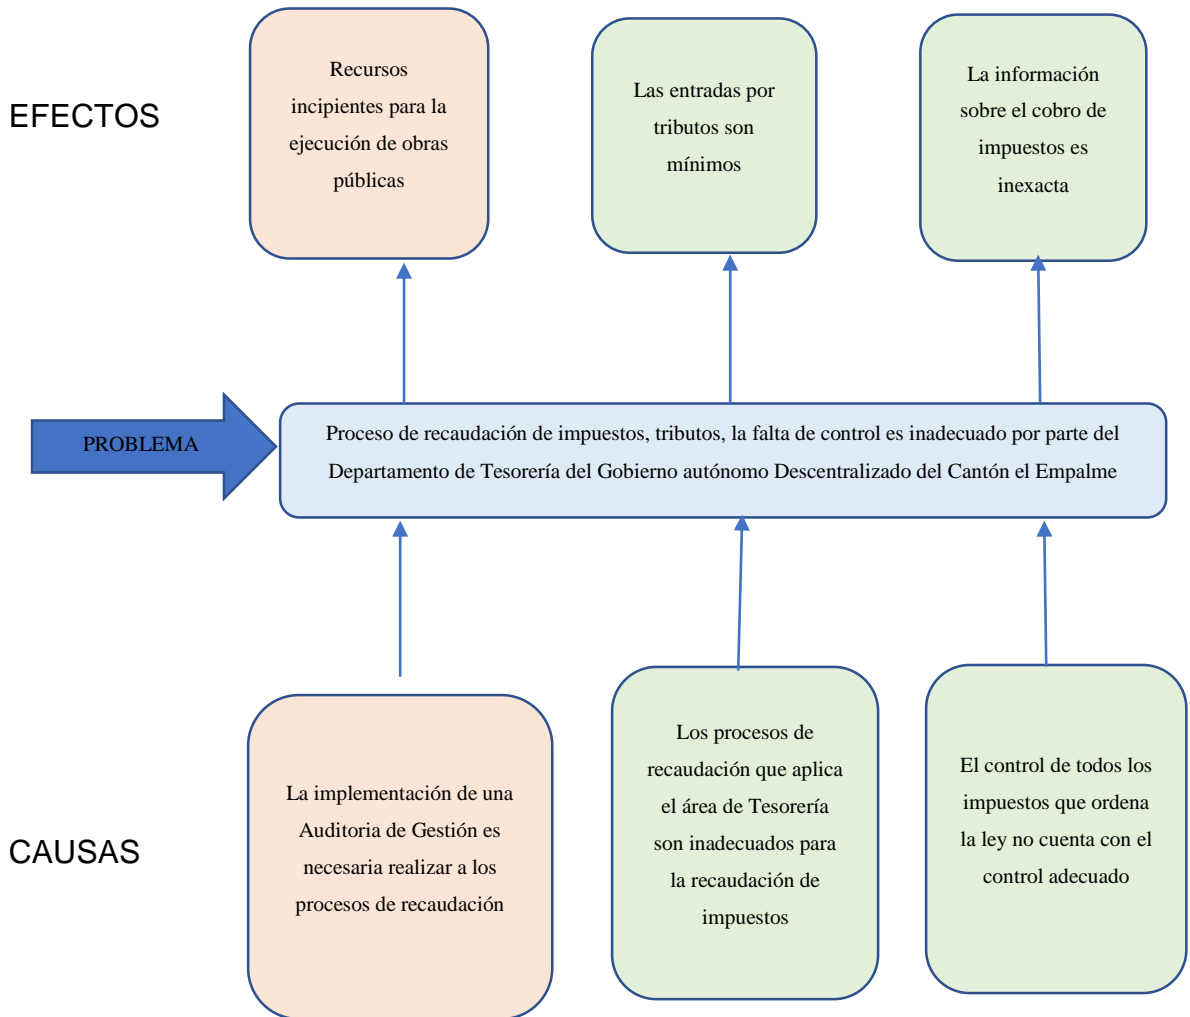 EFECTOS
Recursos
incipientes para la
ejecución de obras
públicas
Las entradas por
tributos son
mínimos
La información
sobre el cobro de
impuestos es
inexacta
PROBLEMA
Proceso de recaudación de impuestos, tributos, la falta de control es inadecuado por parte del
Departamento de Tesorería del Gobierno autónomo Descentralizado del Cantón el Empalme
CAUSAS
La implementación de una
Auditoria de Gestión es
necesaria realizar a los
procesos de recaudación
Los procesos de
recaudación que aplica
el área de Tesorería
son inadecuados para
la recaudación de
impuestos
El control de todos los
impuestos que ordena
la ley no cuenta con el
control adecuado